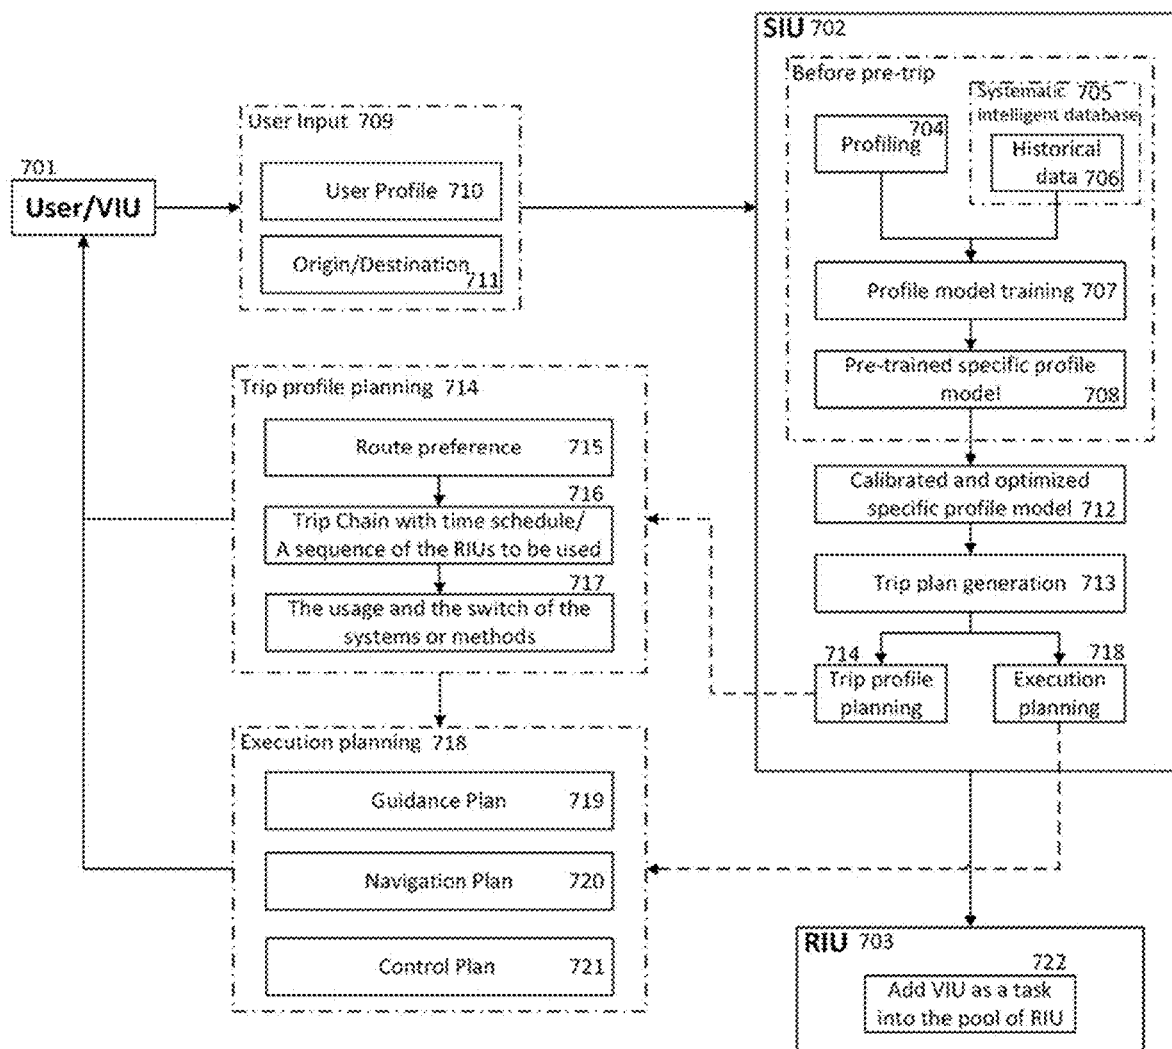 701
User/VIU
User Input 709
User Profile 710
Origin/Destination
711
SIU 702
Before pre-trip
Systematic 705
intelligent database
704
Profiling
Historical
data 706
Profile model training 707
Pre-trained specific profile
model 708
Calibrated and optimized
specific profile model 712
Trip plan generation 713
714
Trip profile
planning
718
Execution
planning
Trip profile planning 714
Route preference 715
716
Trip Chain with time schedule/
A sequence of the RIUs to be used
717
The usage and the switch of the
systems or methods
Execution planning 718
Guidance Plan 719
Navigation Plan 720
Control Plan 721
RIU 703
722
Add VIU as a task
into the pool of RIU